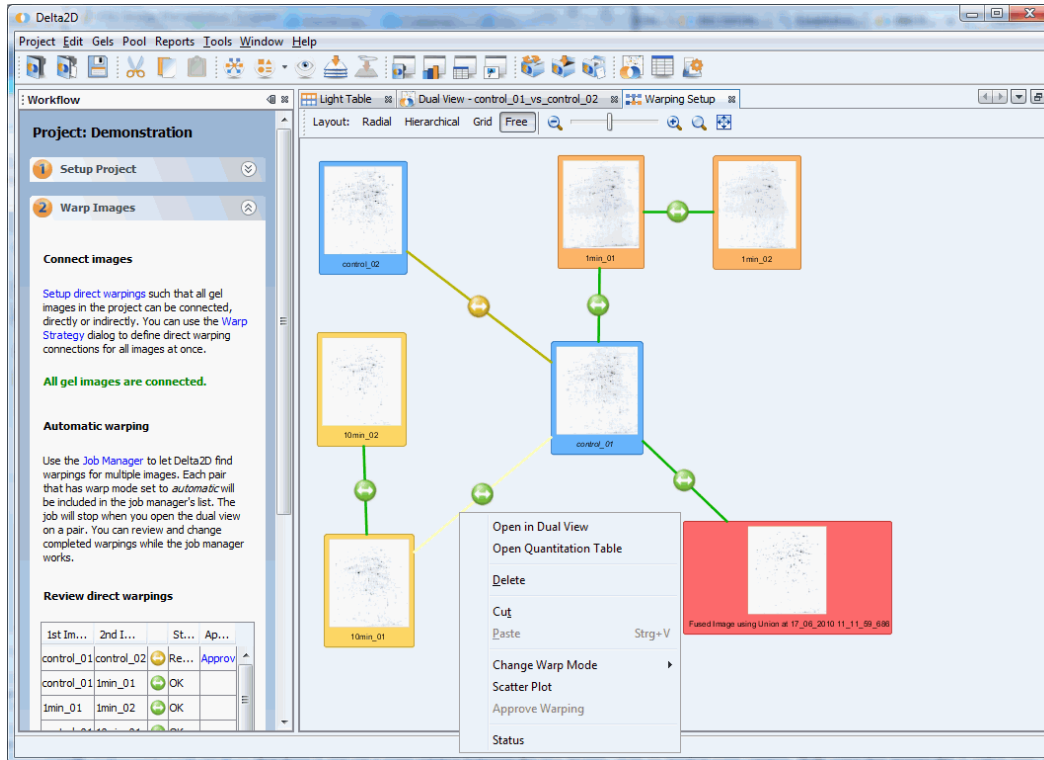 Delta2D
Project Edit Gels Pool Reports Tools Window Help
Workflow
Light Table
Dual View - control_01_vs_control_02
Warping Setup
Project: Demonstration
1 Setup Project
2 Warp Images
Connect images
Setup direct warpings such that all gel
images in the project can be connected,
directly or indirectly. You can use the Warp
Strategy dialog to define direct warping
connections for all images at once.
All gel images are connected.
Automatic warping
Use the Job Manager to let Delta2D find
warpings for multiple images. Each pair
that has warp mode set to automatic will
be included in the job manager's list. The
job will stop when you open the dual view
on a pair. You can review and change
completed warpings while the job manager
works.
Review direct warpings
1st Im... 2nd I... St... Ap...
control_01 control_02 Re... Approv
control_01 1min_01 OK
1min_01 1min_02 OK
Layout: Radial Hierarchical Grid Free
control_02
1min_01
1min_02
10min_02
control_01
10min_01
Fused Image using Union at 17_06_2010 11_11_59_686
Open in Dual View
Open Quantitation Table
Delete
Cut
Paste Strg+V
Change Warp Mode
Scatter Plot
Approve Warping
Status